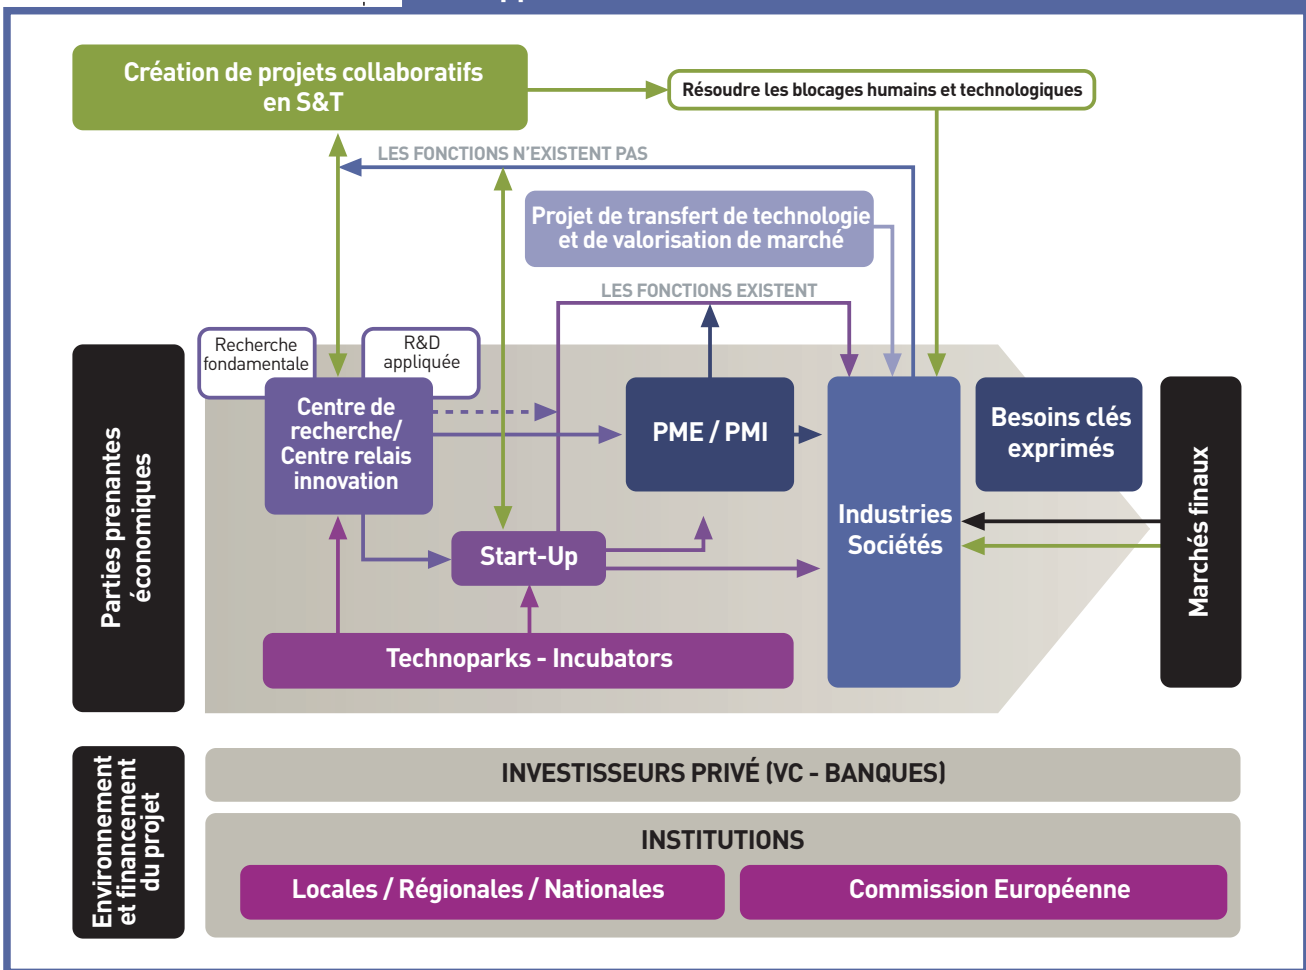 Création de projets collaboratifs
en S&T
Résoudre les blocages humains et technologiques
LES FONCTIONS N'EXISTENT PAS
Projet de transfert de technologie
et de valorisation de marché
LES FONCTIONS EXISTENT
Recherche
fondamentale
R&D
appliquée
Parties prenantes
économiques
Centre de
recherche/
Centre relais
innovation
PME / PMI
Besoins clés
exprimés
Industries
Sociétés
Marchés finaux
Start-Up
Technoparks - Incubators
Environnement
et financement
du projet
INVESTISSEURS PRIVÉ (VC - BANQUES)
INSTITUTIONS
Locales / Régionales / Nationales
Commission Européenne